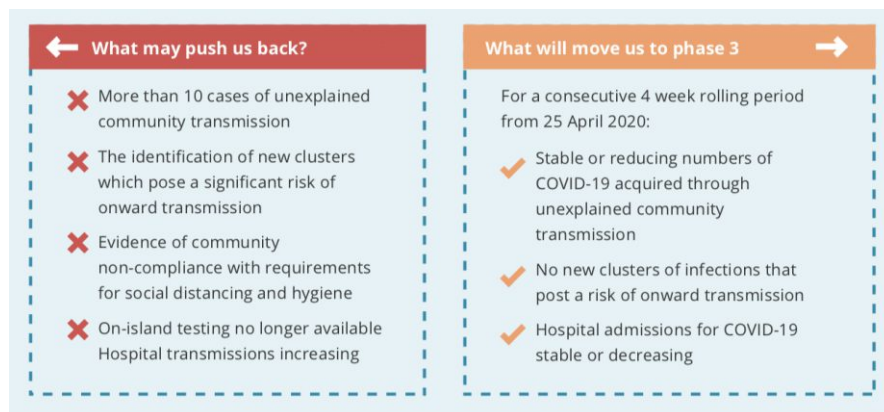 What may push us back?
More than 10 cases of unexplained
community transmission
The identification of new clusters
which pose a significant risk of
onward transmission
Evidence of community
non-compliance with requirements
for social distancing and hygiene
On-island testing no longer available
Hospital transmissions increasing
What will move us to phase 3
For a consecutive 4 week rolling period
from 25 April 2020:
Stable or reducing numbers of
COVID-19 acquired through
unexplained community
transmission
No new clusters of infections that
post a risk of onward transmission
Hospital admissions for COVID-19
stable or decreasing